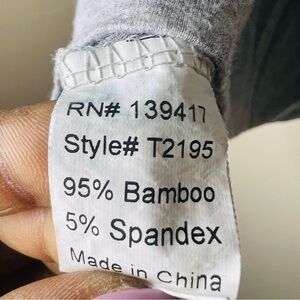 RN# 139417
Style# T2195
95% Bamboo
5% Spandex
Made in China